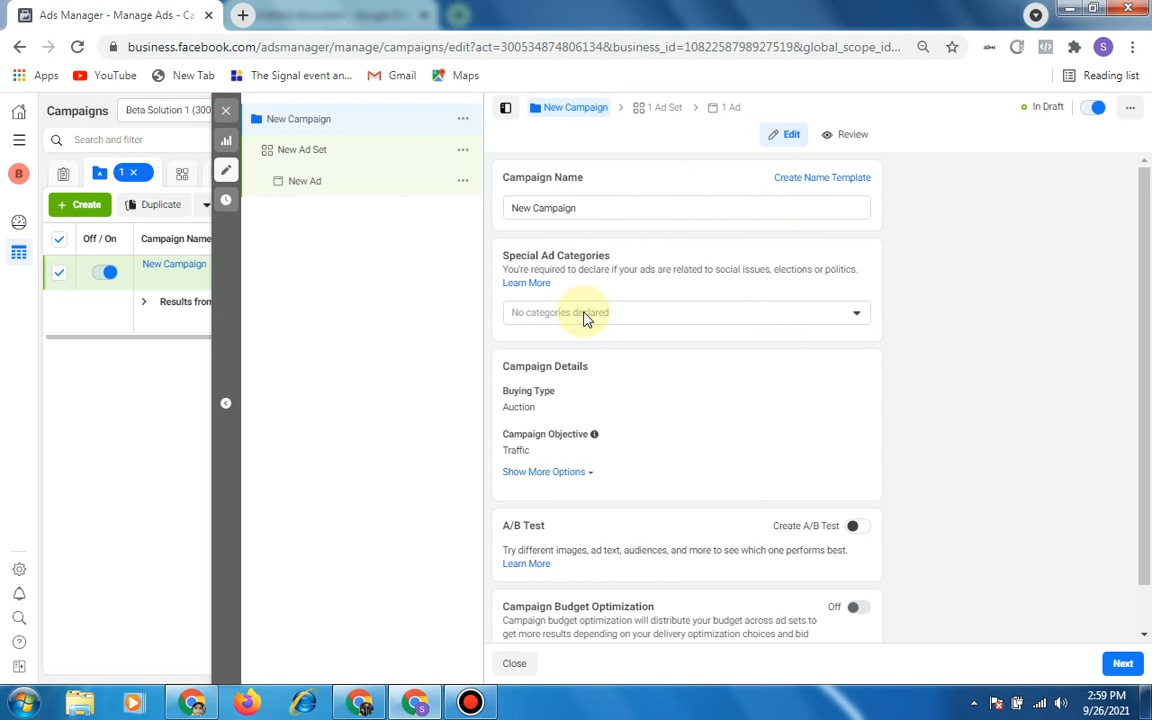 Ads Manager - Manage Ads - Ca
business.facebook.com/adsmanager/manage/campaigns/edit?act=300534874806134&business_id=108225879892751​9&global_scope_id...
Apps
YouTube
New Tab
The Signal event an...
Gmail
Maps
Reading list
Campaigns
Beta Solution 1 (300
Search and filter
1
+ Create
Duplicate
Off / On
Campaign Name
New Campaign
Results from
New Campaign
New Ad Set
New Ad
New Campaign > 1 Ad Set > 1 Ad
In Draft
Edit
Review
Campaign Name
Create Name Template
New Campaign
Special Ad Categories
You're required to declare if your ads are related to social issues, elections or politics.
Learn More
No categories declared
Campaign Details
Buying Type
Auction
Campaign Objective
Traffic
Show More Options
A/B Test
Create A/B Test
Try different images, ad text, audiences, and more to see which one performs best.
Learn More
Campaign Budget Optimization
Off
Campaign budget optimization will distribute your budget across ad sets to
get more results depending on your delivery optimization choices and bid
Close
Next
B
S
2:59 PM
9/26/2021